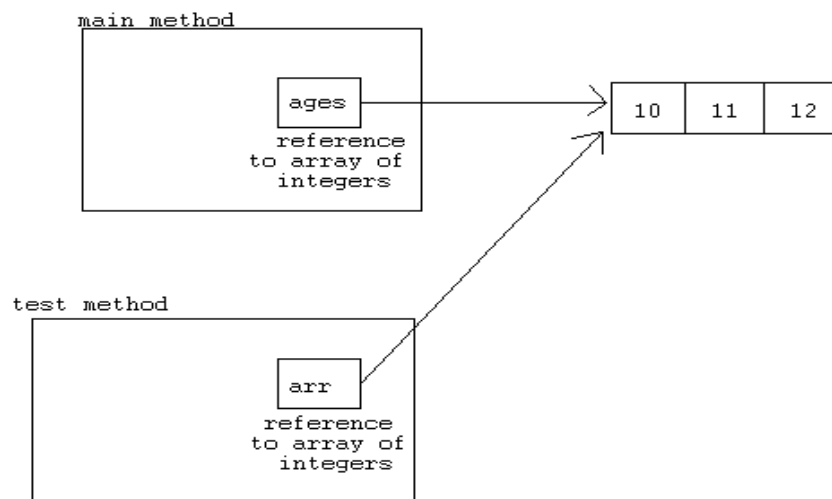 main method
ages
10 11 12
reference
to array of
integers
test method
arr
reference
to array of
integers